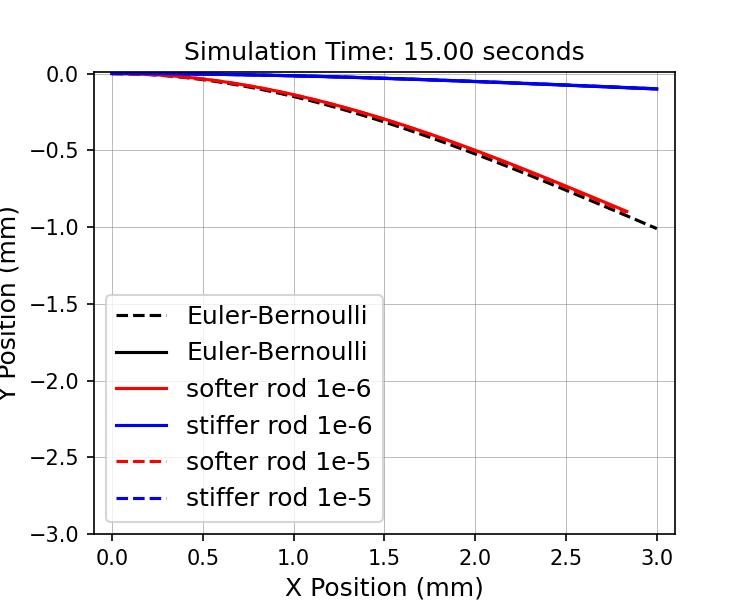 Simulation Time: 15.00 seconds
0.0
−0.5
−1.0
−1.5
−2.0
−2.5
−3.0
Y Position (mm)
Euler-Bernoulli
Euler-Bernoulli
softer rod 1e-6
stiffer rod 1e-6
softer rod 1e-5
stiffer rod 1e-5
0.0 0.5 1.0 1.5 2.0 2.5 3.0
X Position (mm)